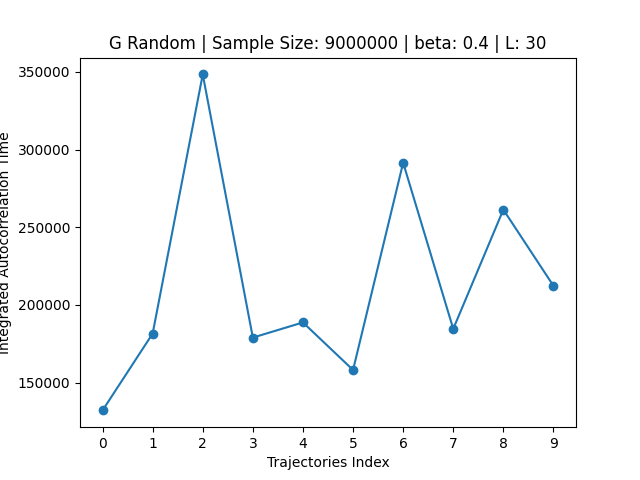 G Random | Sample Size: 9000000 | beta: 0.4 | L: 30
350000
300000
250000
200000
150000
Integrated Autocorrelation Time
0 1 2 3 4 5 6 7 8 9
Trajectories Index